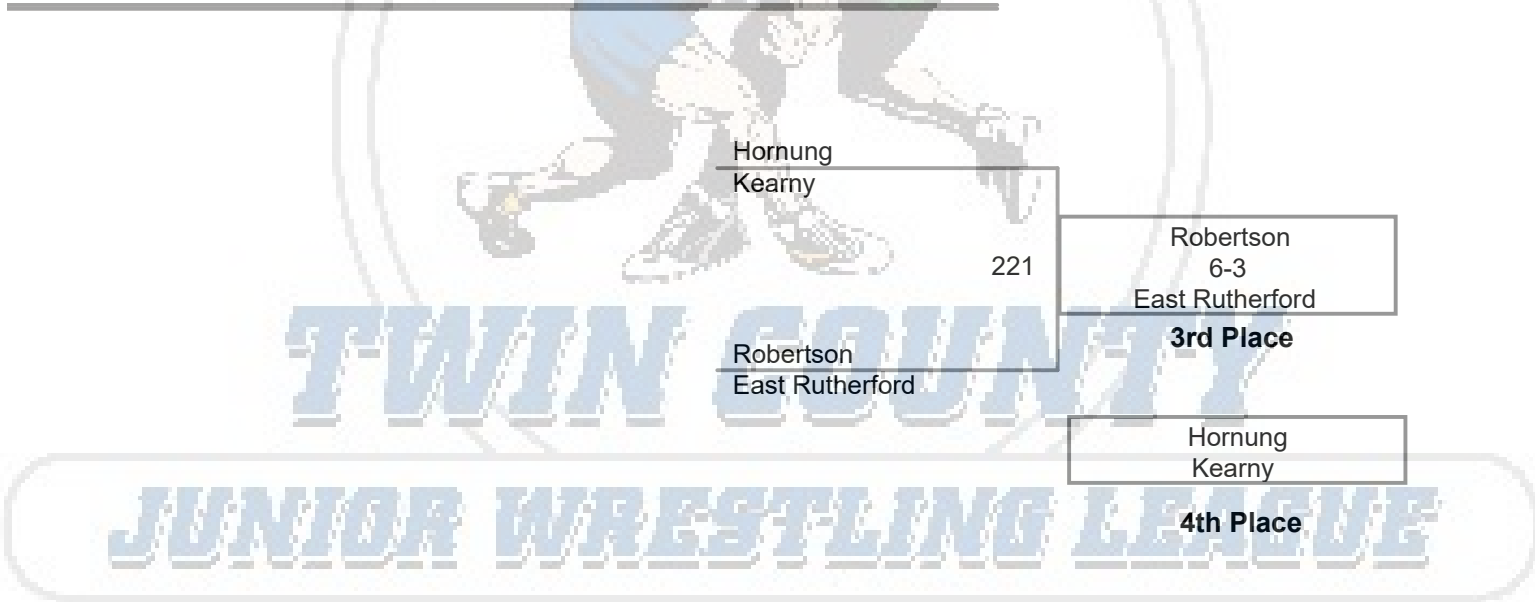 Hornung
Kearny
221
Robertson
6-3
East Rutherford
3rd Place
Robertson
East Rutherford
Hornung
Kearny
4th Place
TWIN COUNTY
JUNIOR WRESTLING LEAGUE